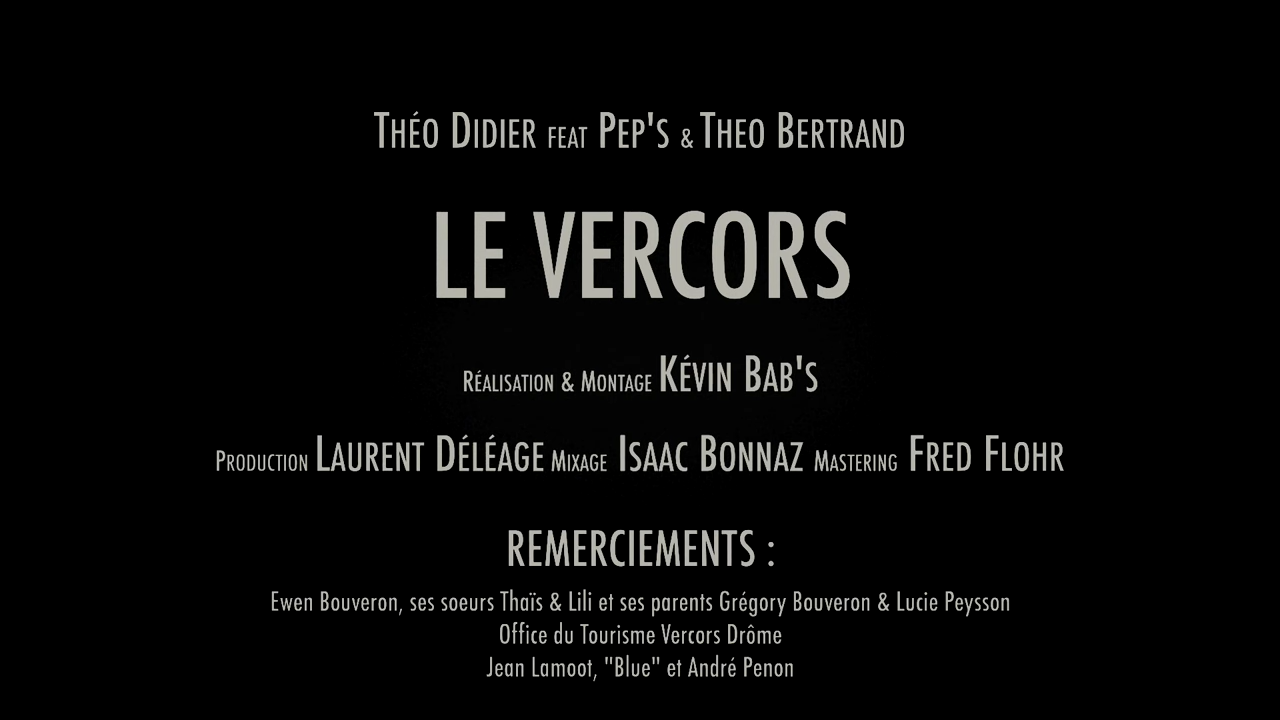 Théo Didier feat Pep's & Theo Bertrand
LE VERCORS
Réalisation & Montage Kévin Bab's
Production Laurent Déléage Mixage Isaac Bonnaz Mastering Fred Flohr
REMERCIEMENTS :
Ewen Bouveron, ses soeurs Thaïs & Lili et ses parents Grégory Bouveron & Lucie Peysson
Office du Tourisme Vercors Drôme
Jean Lamoot, "Blue" et André Penon